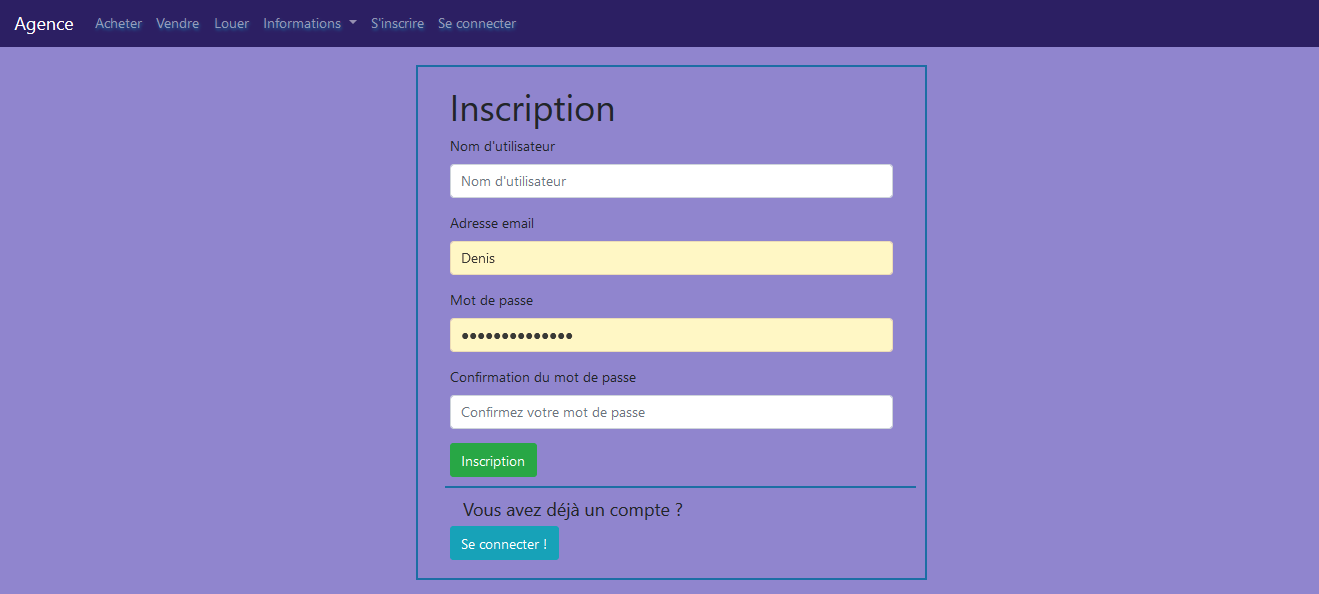 Agence Acheter Vendre Louer Informations S'inscrire Se connecter
Inscription
Nom d'utilisateur
Nom d'utilisateur
Adresse email
Denis
Mot de passe
••••••••••••••
Confirmation du mot de passe
Confirmez votre mot de passe
Inscription
Vous avez déjà un compte ?
Se connecter !